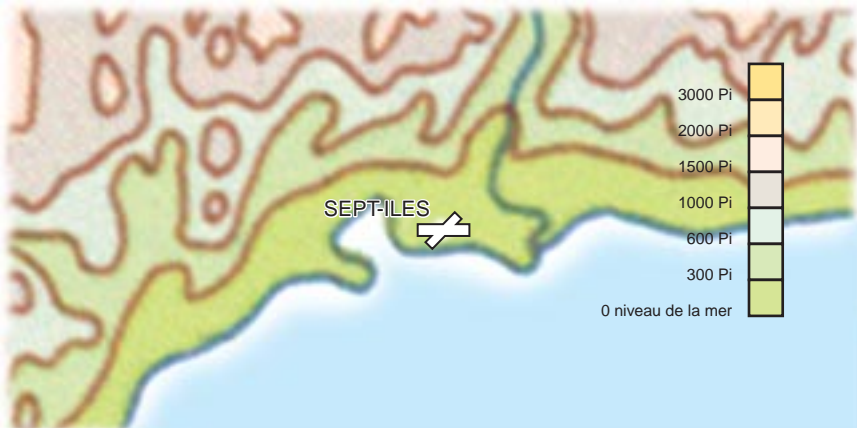 3000 Pi
2000 Pi
1500 Pi
1000 Pi
SEPT-ILES
600 Pi
300 Pi
0 niveau de la mer